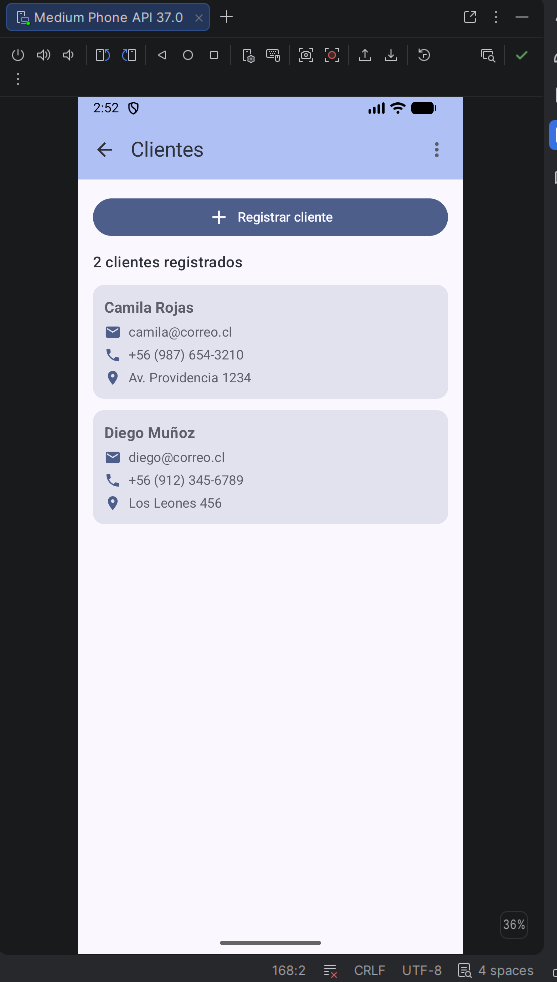 Medium Phone API 37.0
2:52
Clientes
Registrar cliente
2 clientes registrados
Camila Rojas
camila@correo.cl
+56 (987) 654-3210
Av. Providencia 1234
Diego Muñoz
diego@correo.cl
+56 (912) 345-6789
Los Leones 456
36%
168:2 CRLF UTF-8 4 spaces